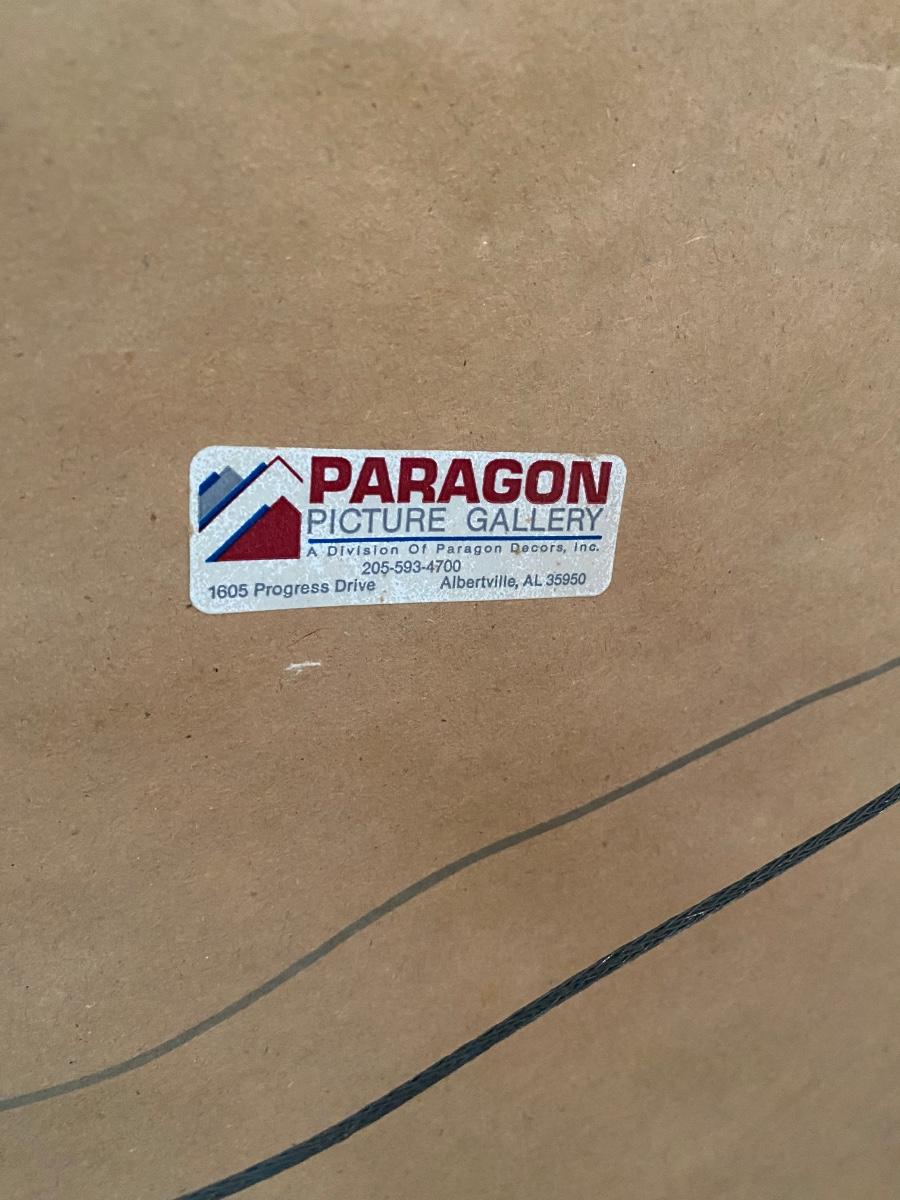 PARAGON
PICTURE GALLERY
A Division Of Paragon Decors, Inc.
205-593-4700
1605 Progress Drive Albertville, AL 35950